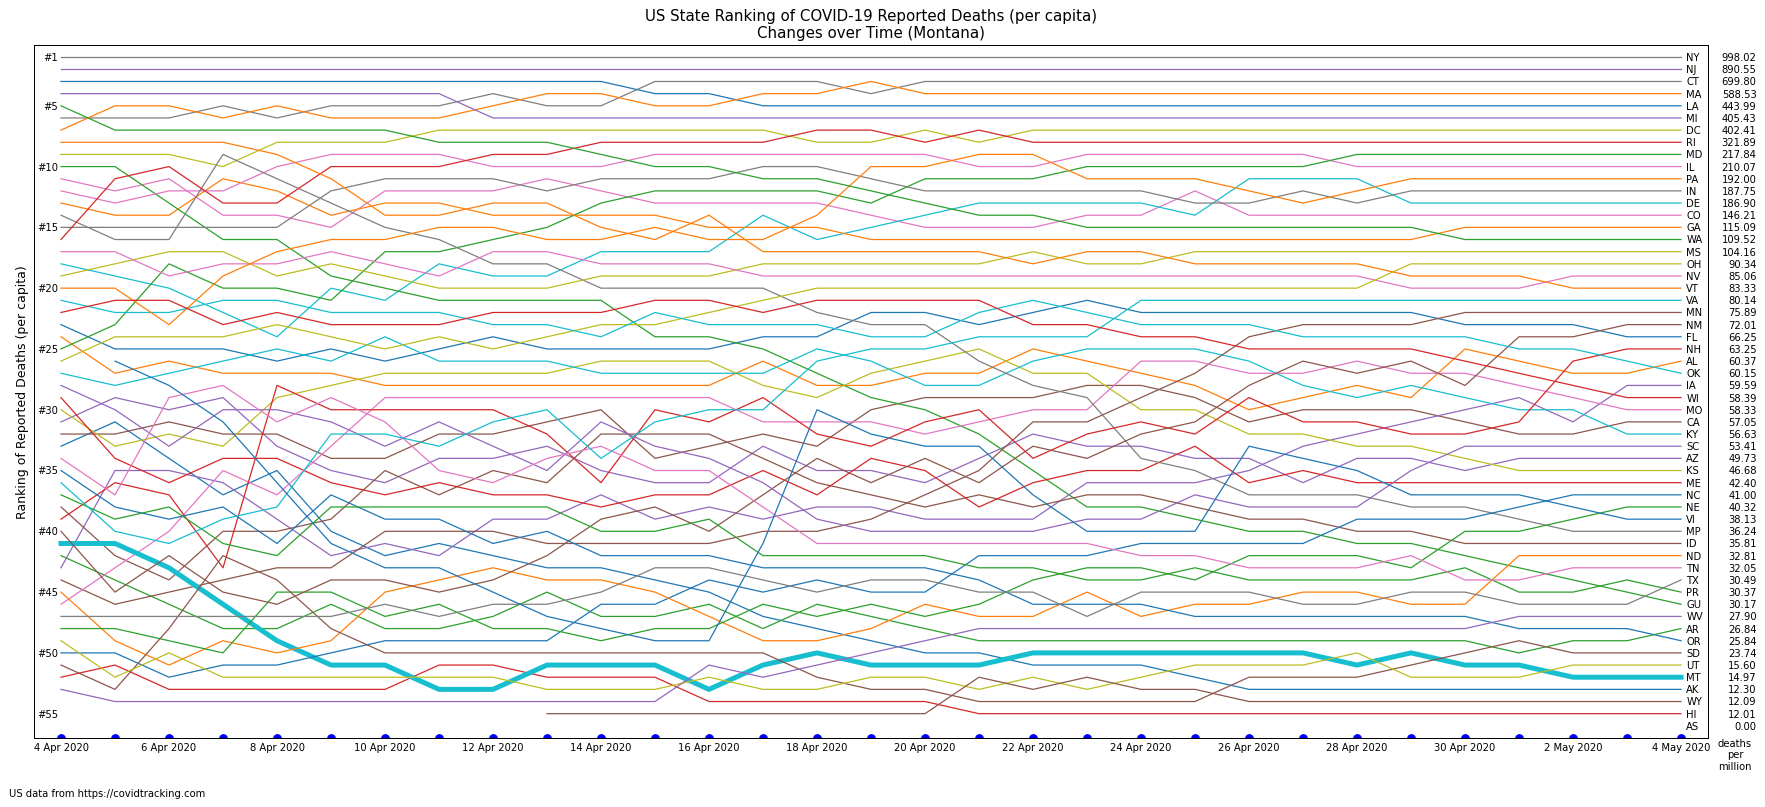 US State Ranking of COVID-19 Reported Deaths (per capita)
Changes over Time (Montana)
Ranking of Reported Deaths (per capita)
#1
#5
#10
#15
#20
#25
#30
#35
#40
#45
#50
#55
NY 998.02
NJ 890.55
CT 699.80
MA 588.53
LA 443.99
MI 405.43
DC 402.41
RI 321.89
MD 217.84
IL 210.07
PA 192.00
IN 187.75
DE 186.90
CO 146.21
GA 115.09
WA 109.52
MS 104.16
OH 90.34
NV 85.06
VT 83.33
VA 80.14
MN 75.89
NM 72.01
FL 66.25
NH 63.25
AL 60.37
OK 60.15
IA 59.59
WI 58.39
MO 58.33
CA 57.05
KY 56.63
SC 53.41
AZ 49.73
KS 46.68
ME 42.40
NC 41.00
NE 40.32
VI 38.13
MP 36.24
ID 35.81
ND 32.81
TN 32.05
TX 30.49
PR 30.37
GU 30.17
WV 27.90
AR 26.84
OR 25.84
SD 23.74
UT 15.60
MT 14.97
AK 12.30
WY 12.09
HI 12.01
AS 0.00
4 Apr 2020 6 Apr 2020 8 Apr 2020 10 Apr 2020 12 Apr 2020 14 Apr 2020 16 Apr 2020 18 Apr 2020 20 Apr 2020 22 Apr 2020 24 Apr 2020 26 Apr 2020 28 Apr 2020 30 Apr 2020 2 May 2020 4 May 2020
deaths
per
million
US data from https://covidtracking.com